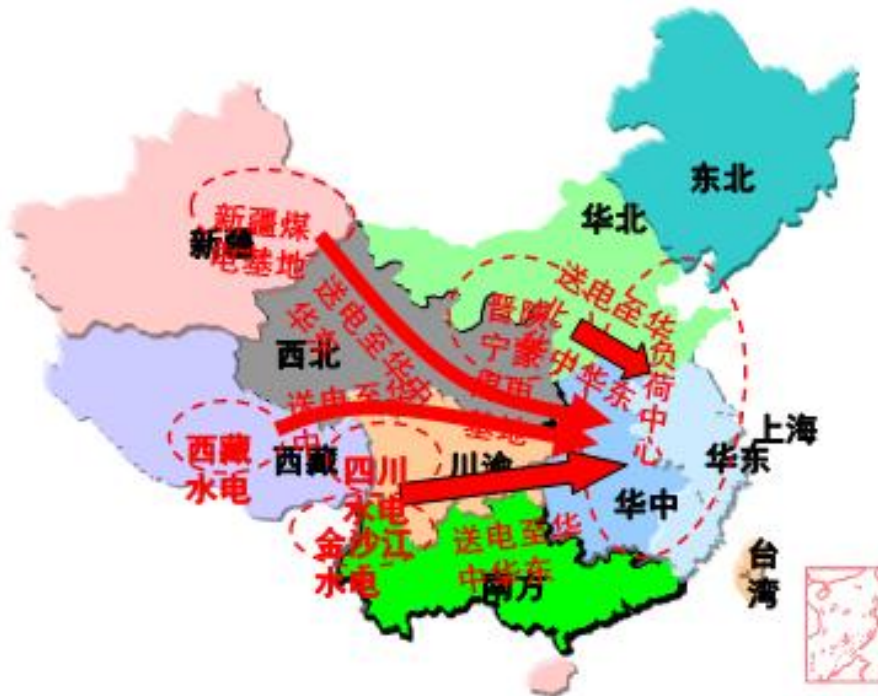 东北
华北
新疆煤
电基地
新疆
送电至华
北
华中华东
晋陕
宁蒙
煤电
基地
负荷中心
送电至华中
华东
西北
送电至华
中
上海
华东
西藏
水电
西藏
四川
水电
川渝
华中
金沙江
水电
送电至华
中华东
南方
台
湾